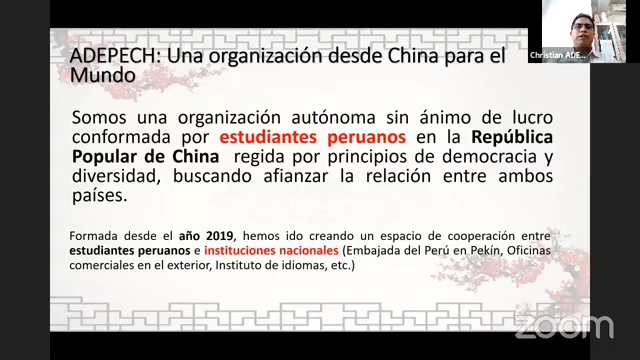 ADEPECH: Una organización desde China para el
Mundo
Somos una organización autónoma sin ánimo de lucro
conformada por estudiantes peruanos en la República
Popular de China regida por principios de democracia y
diversidad, buscando afianzar la relación entre ambos
países.
Formada desde el año 2019, hemos ido creando un espacio de cooperación entre
estudiantes peruanos e instituciones nacionales (Embajada del Perú en Pekín, Oficinas
comerciales en el exterior, Instituto de idiomas, etc.)
Christian ADE...
zoom